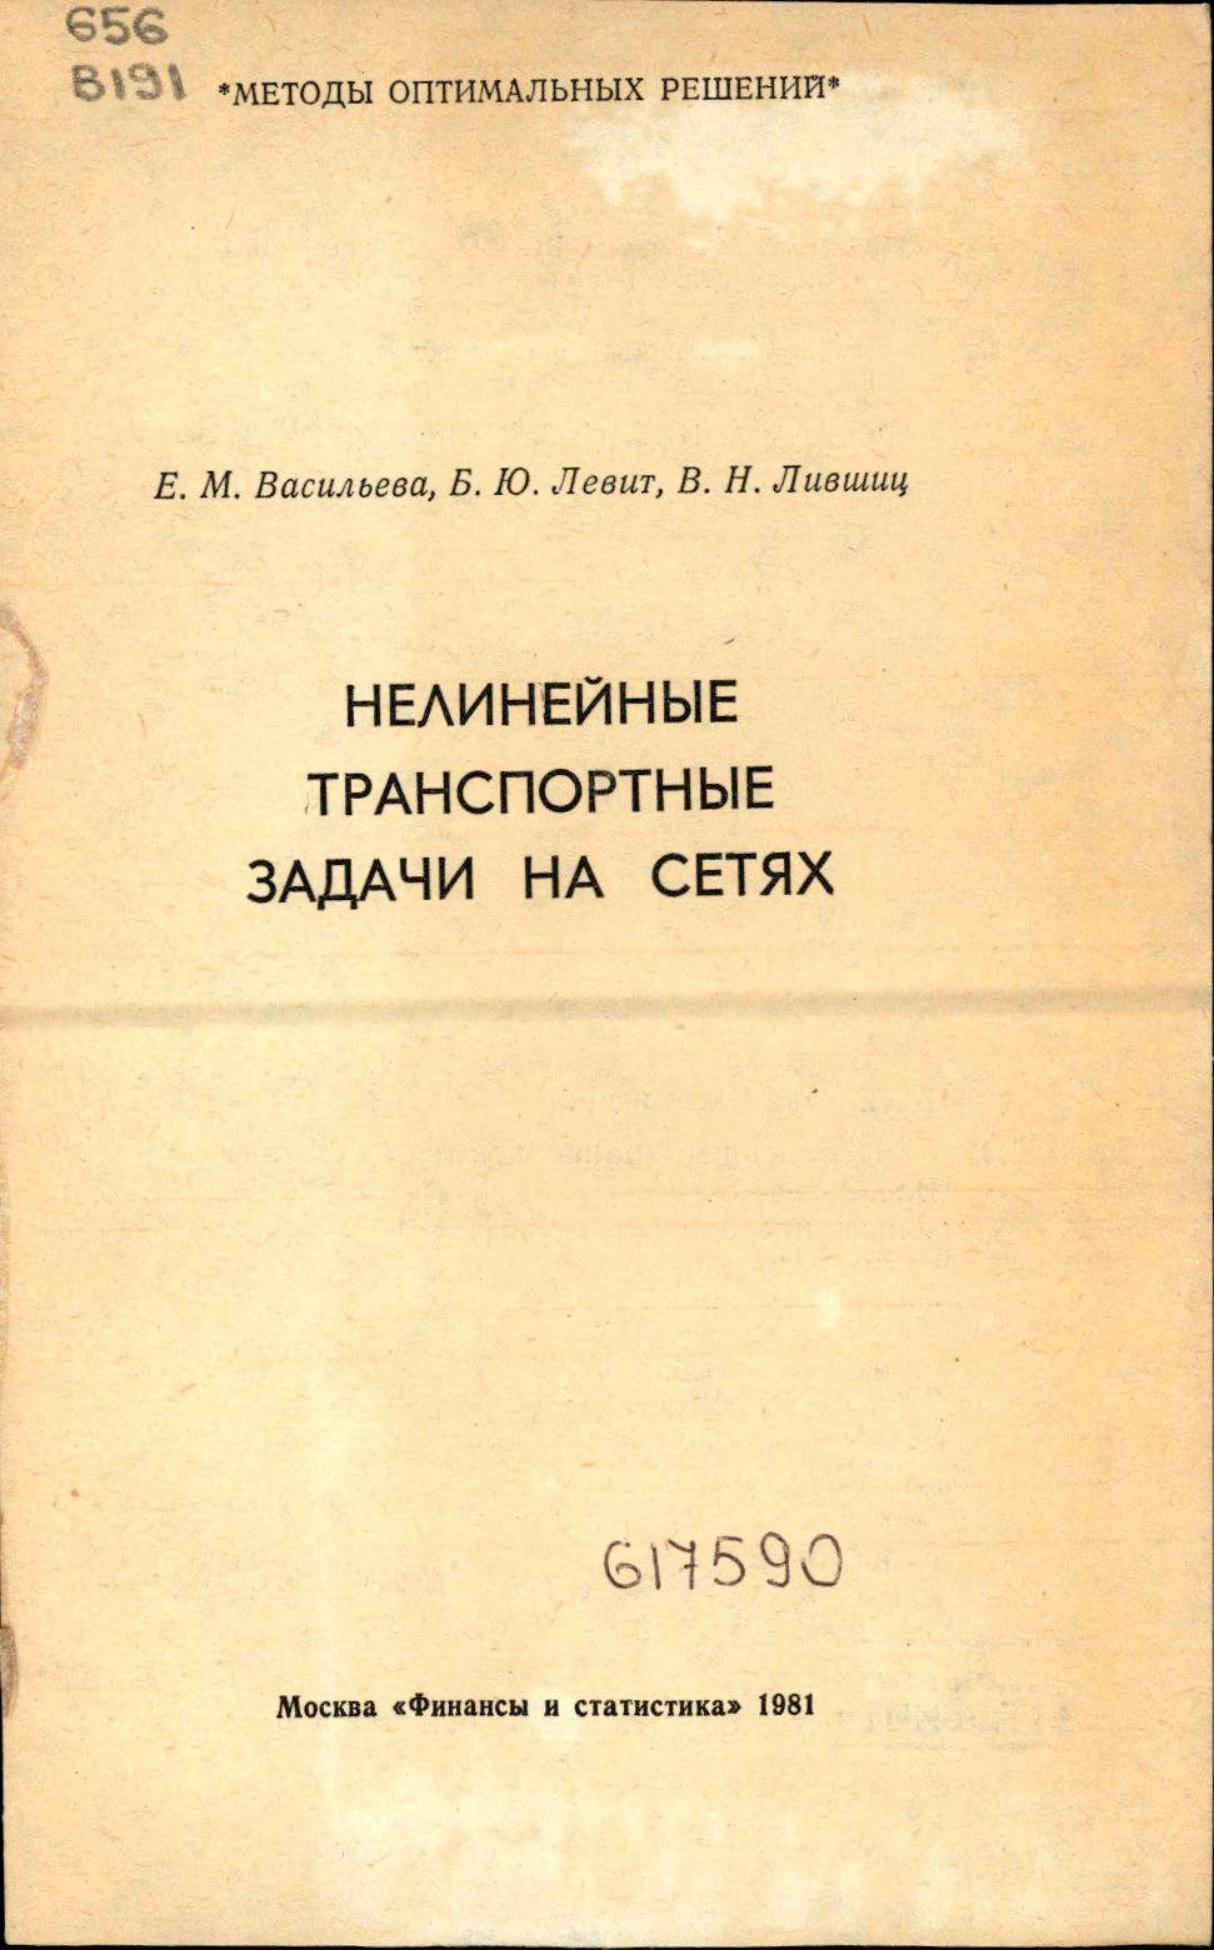 656
В191
*МЕТОДЫ ОПТИМАЛЬНЫХ РЕШЕНИЙ*
Е. М. Васильева, Б. Ю. Левит, В. Н. Лившиц
НЕЛИНЕЙНЫЕ
ТРАНСПОРТНЫЕ
ЗАДАЧИ НА СЕТЯХ
617590
Москва «Финансы и статистика» 1981